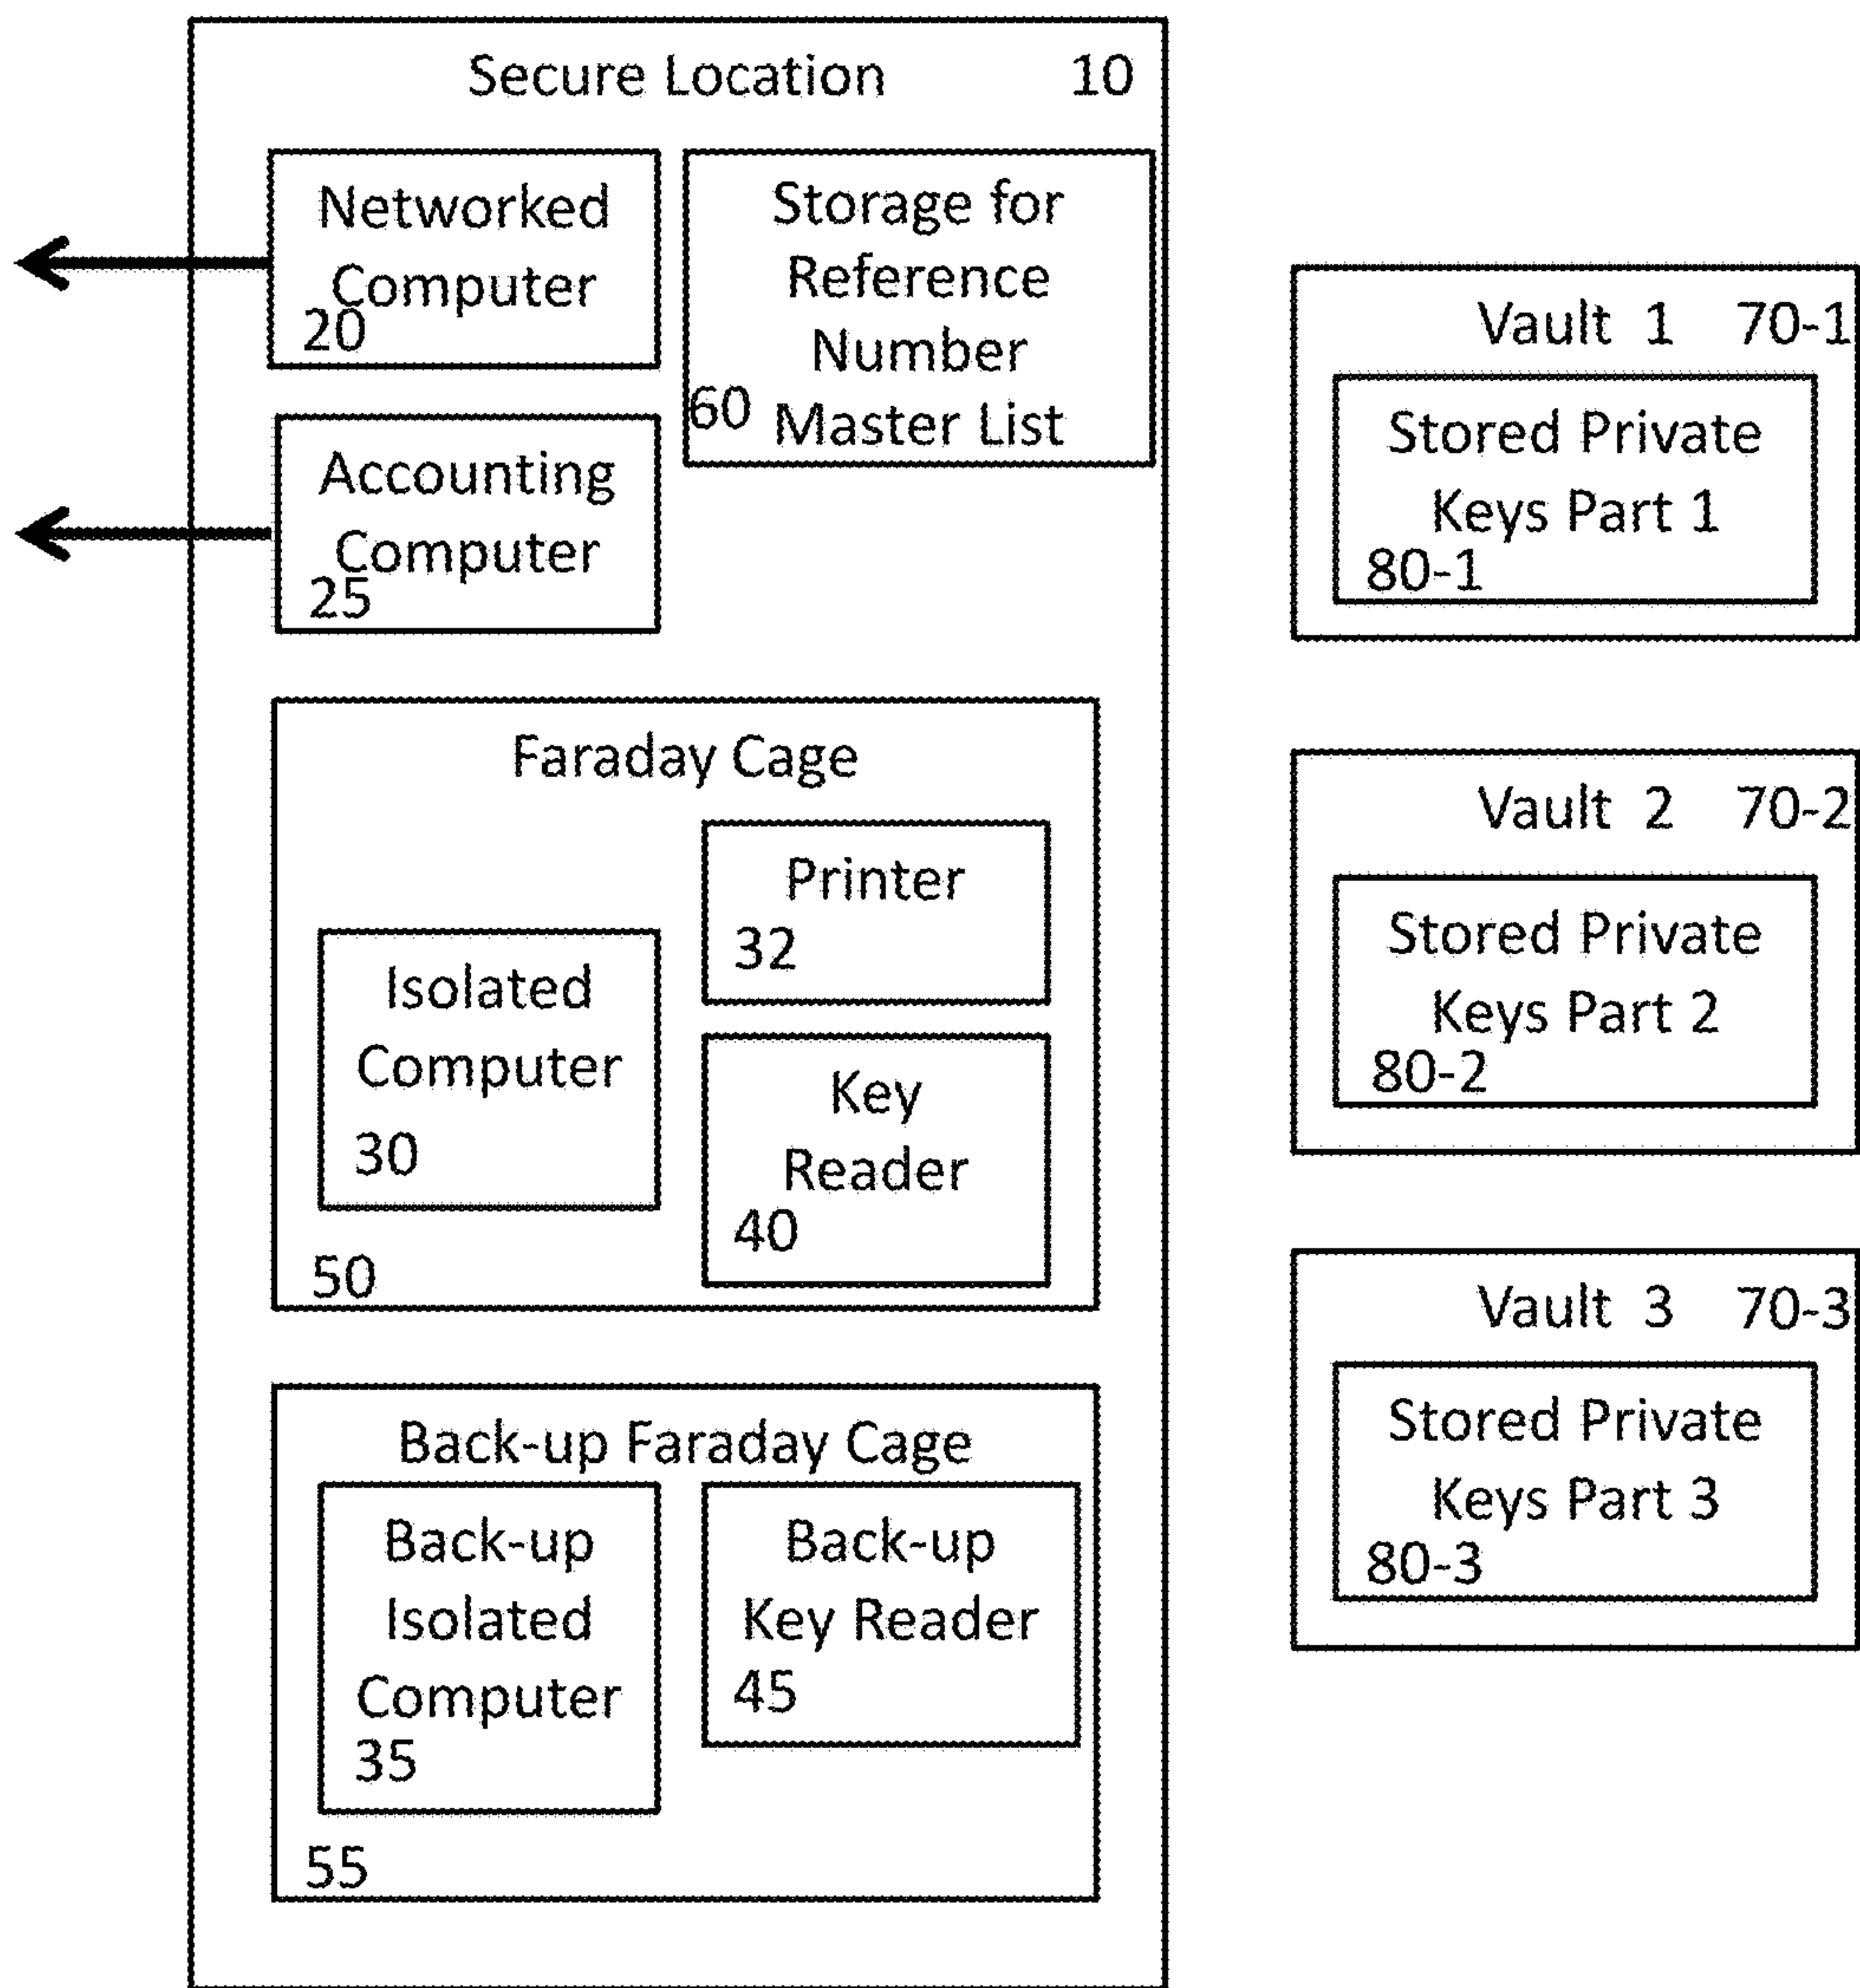 Secure Location 10
Networked
Computer
20
Storage for
Reference
Number
60 Master List
Accounting
Computer
25
Faraday Cage
Printer
32
Isolated
Computer
30
Key
Reader
40
50
Back-up Faraday Cage
Back-up
Isolated
Computer
35
Back-up
Key Reader
45
55
Vault 1 70-1
Stored Private
Keys Part 1
80-1
Vault 2 70-2
Stored Private
Keys Part 2
80-2
Vault 3 70-3
Stored Private
Keys Part 3
80-3